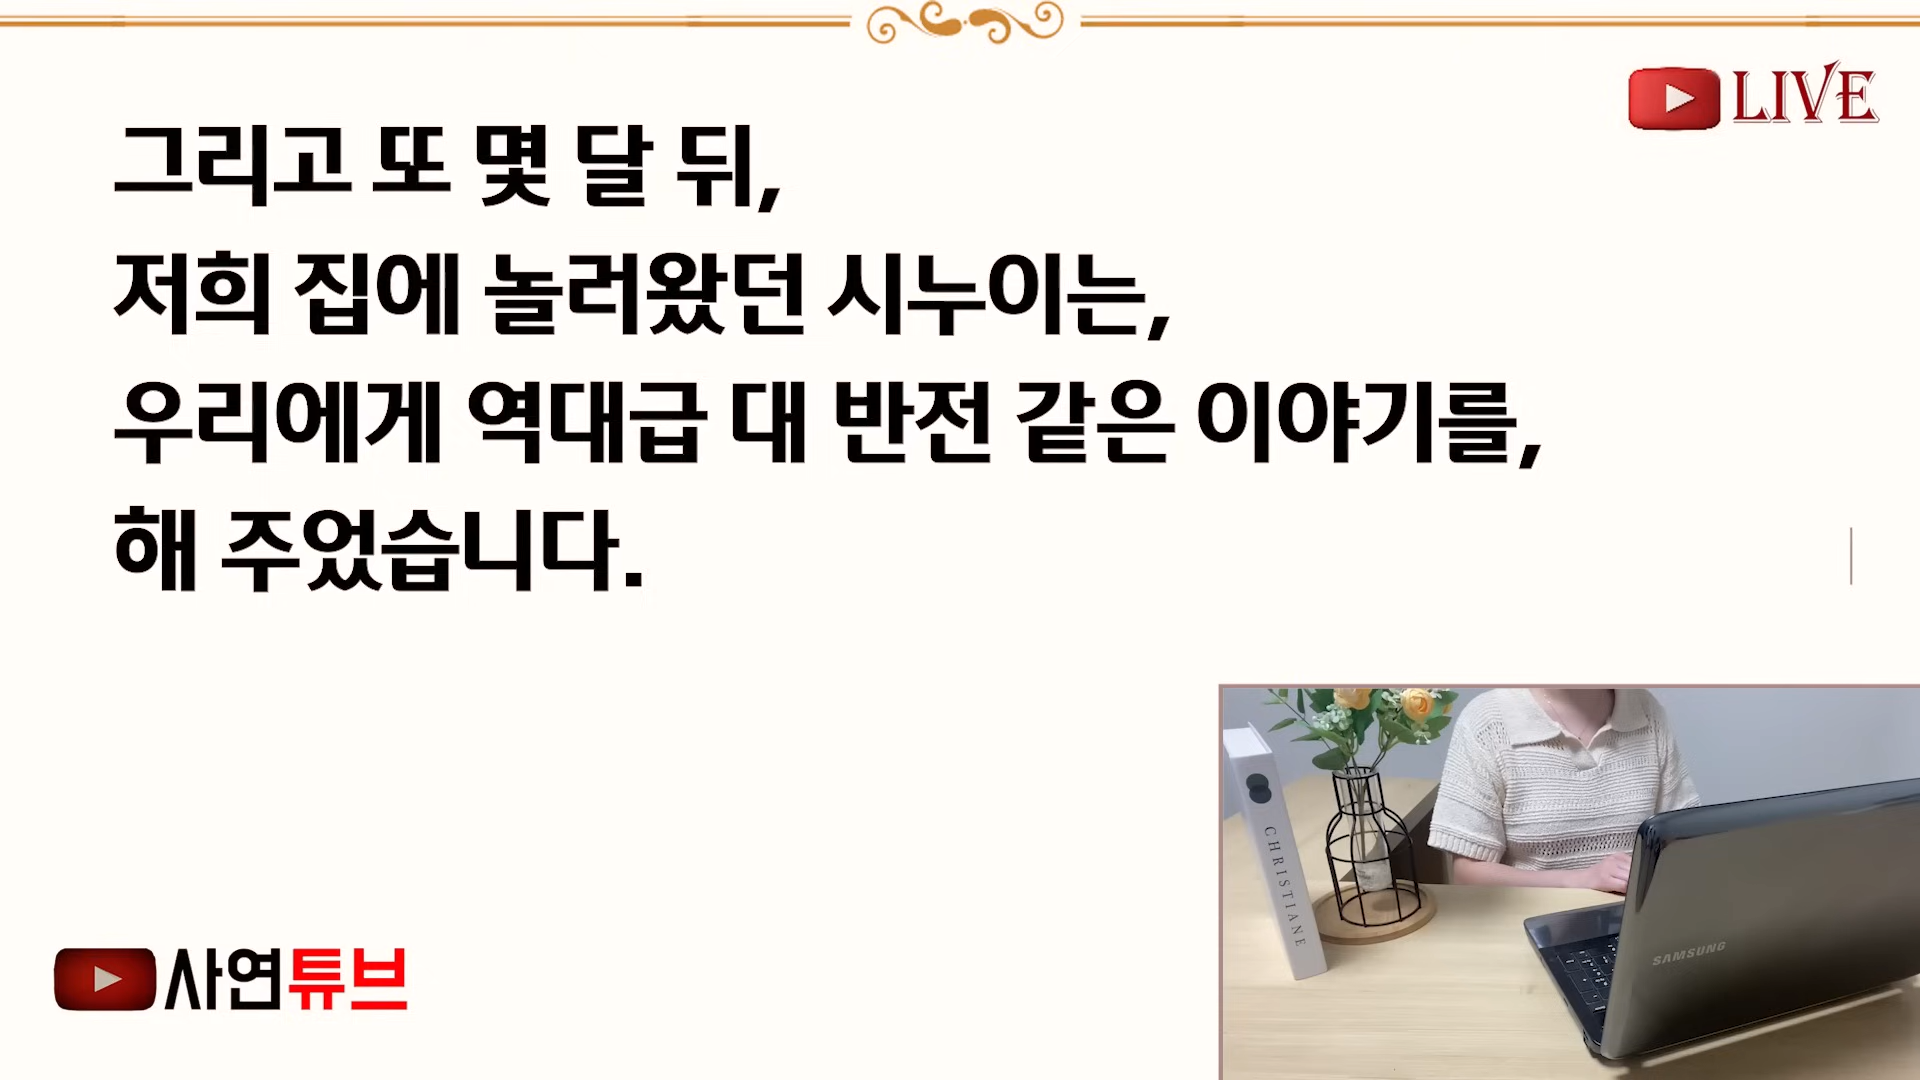 LIVE
그리고 또 몇 달 뒤,
저희 집에 놀러왔던 시누이는,
우리에게 역대급 대 반전 같은 이야기를,
해 주었습니다.
CHRISTIANE
SAMSUNG
사연튜브